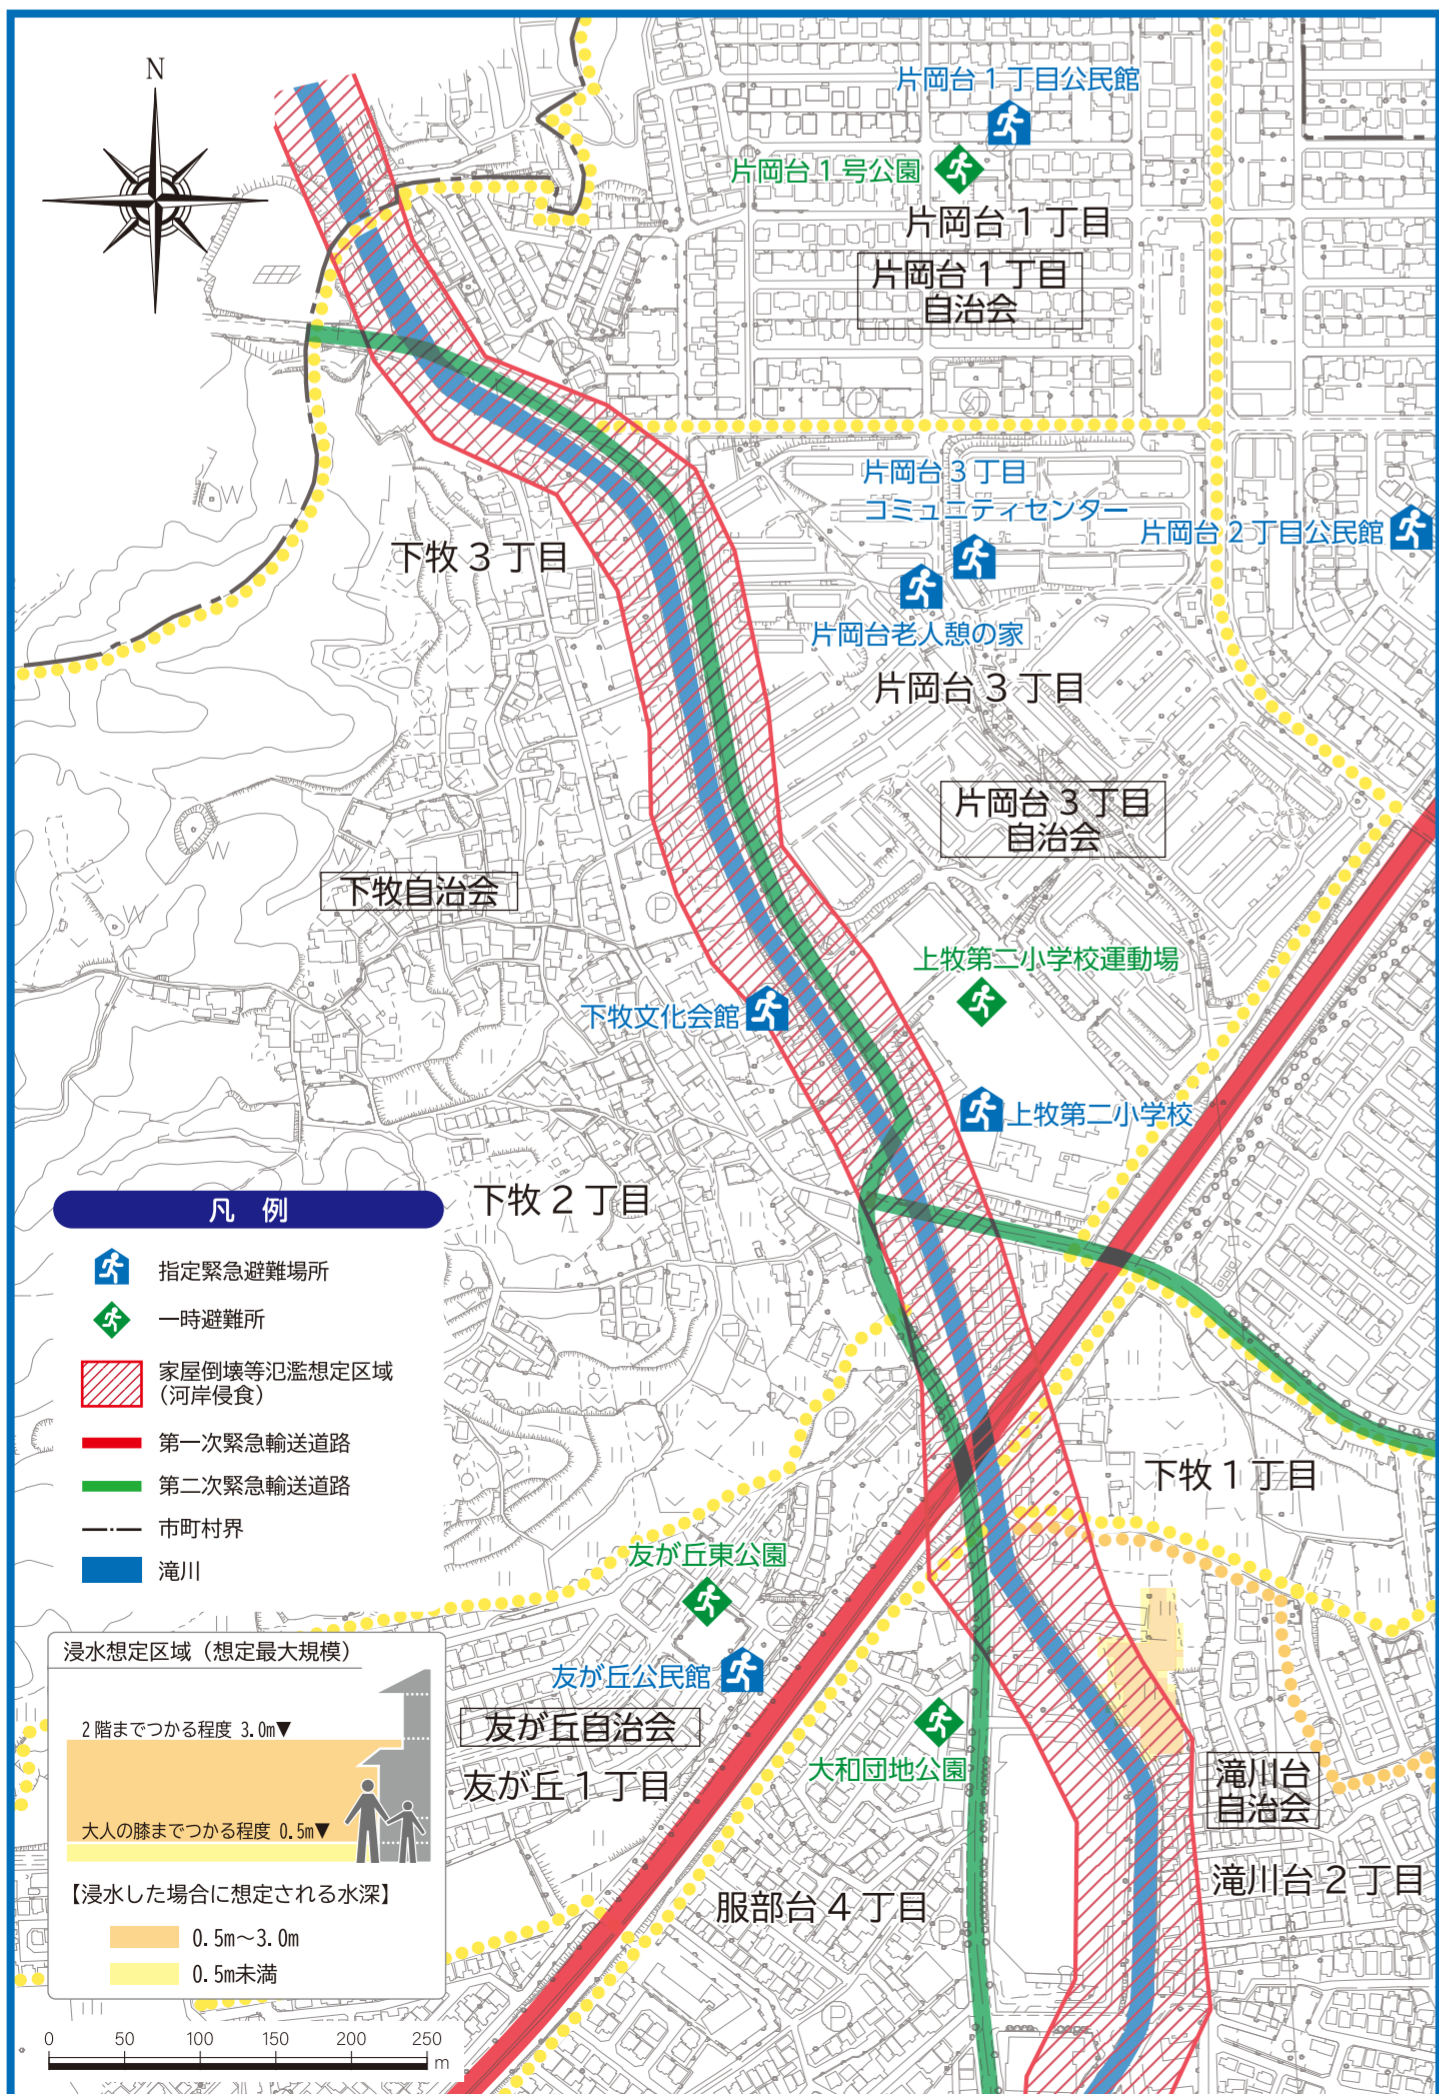 N
片岡台1丁目公民館
片岡台1号公園
片岡台1丁目
片岡台1丁目
自治会
片岡台3丁目
コミュニティセンター
片岡台2丁目公民館
下牧3丁目
片岡台老人憩の家
片岡台3丁目
片岡台3丁目
自治会
下牧自治会
上牧第二小学校運動場
下牧文化会館
上牧第二小学校
下牧2丁目
凡 例
指定緊急避難場所
一時避難所
家屋倒壊等氾濫想定区域
(河岸侵食)
第一次緊急輸送道路
第二次緊急輸送道路
市町村界
滝川
下牧1丁目
友が丘東公園
友が丘公民館
友が丘自治会
友が丘1丁目
大和団地公園
滝川台
自治会
滝川台2丁目
服部台4丁目
浸水想定区域(想定最大規模)
2階までつかる程度 3.0m▼
大人の膝までつかる程度 0.5m▼
【浸水した場合に想定される水深】
0.5m～3.0m
0.5m未満
0 50 100 150 200 250
m